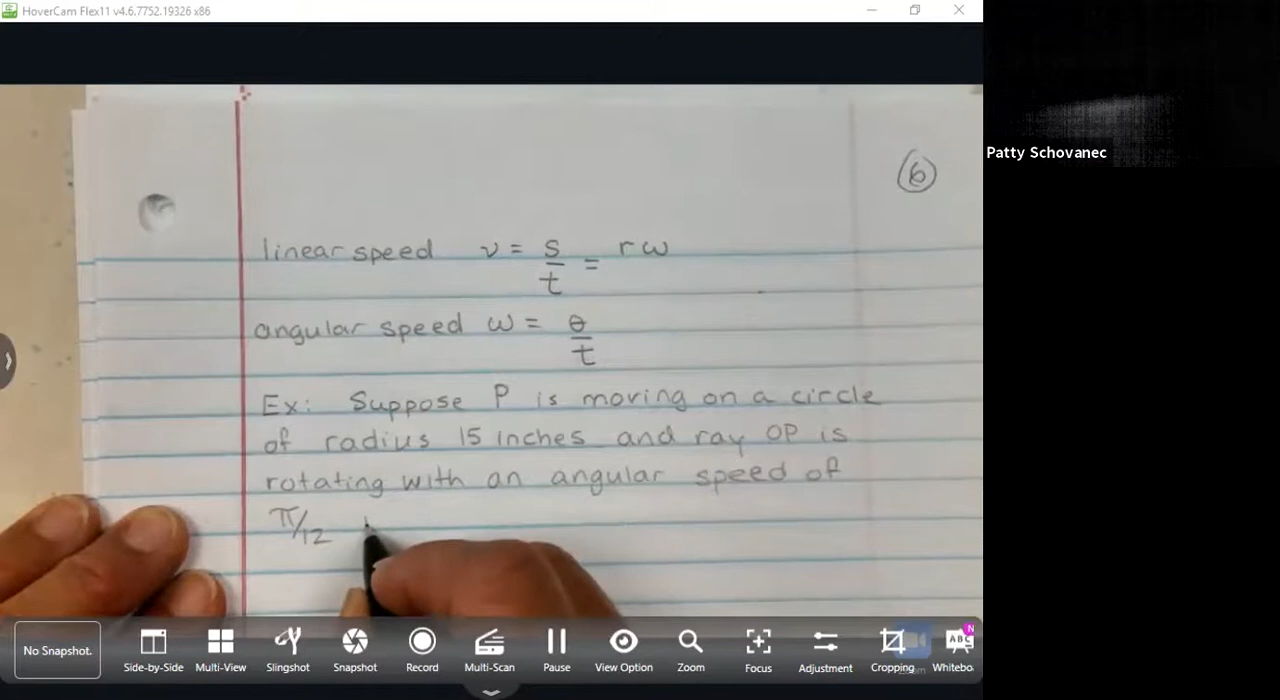 HoverCam Flex11 v4.6.7752.19326 x86
Patty Schovanec
6
linear speed v = s/t = rω
angular speed ω = θ/t
Ex: Suppose P is moving on a circle
of radius 15 inches and ray OP is
rotating with an angular speed of
π/12
No Snapshot.
Side-by-Side Multi-View Slingshot Snapshot Record Multi-Scan Pause View Option Zoom Focus Adjustment Cropping Whitebo
ABC
N